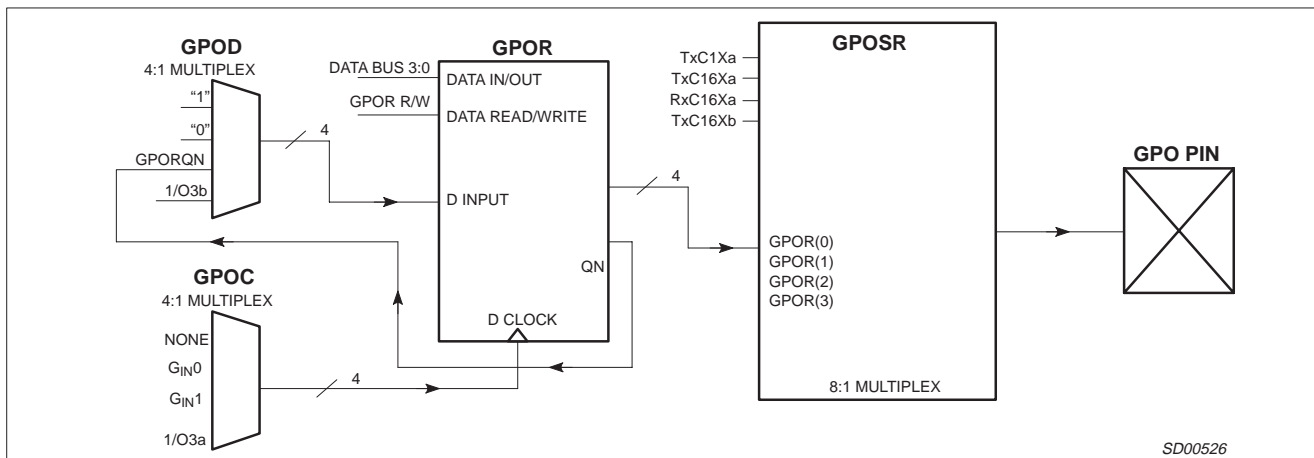 GPOD
4:1 MULTIPLEX
“1”
“0”
GPORQN
1/O3b
4
GPOC
4:1 MULTIPLEX
NONE
GIN0
GIN1
1/O3a
4
GPOR
DATA BUS 3:0
DATA IN/OUT
GPOR R/W
DATA READ/WRITE
D INPUT
QN
D CLOCK
4
GPOSR
TxC1Xa
TxC16Xa
RxC16Xa
TxC16Xb
GPOR(0)
GPOR(1)
GPOR(2)
GPOR(3)
8:1 MULTIPLEX
GPO PIN
SD00526